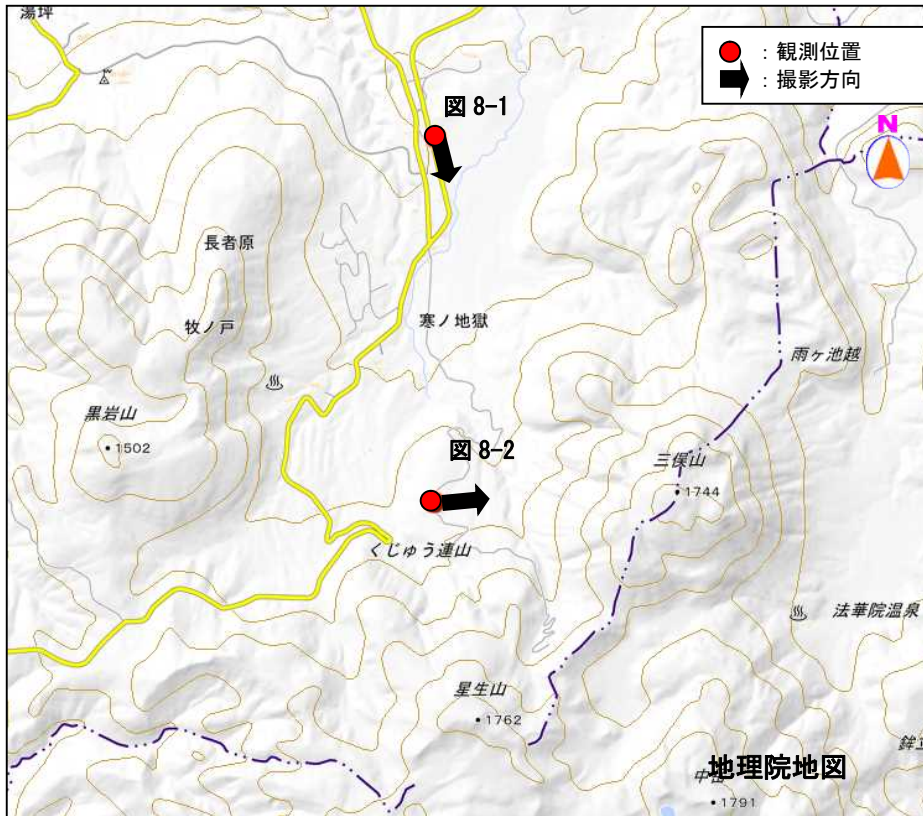 湯坪
：観測位置
：撮影方向
図 8-1
N
長者原
牧ノ戸
寒ノ地獄
雨ヶ池越
黒岩山
1502
図 8-2
三俣山
1744
くじゅう連山
法華院温泉
星生山
1762
地理院地図
1791